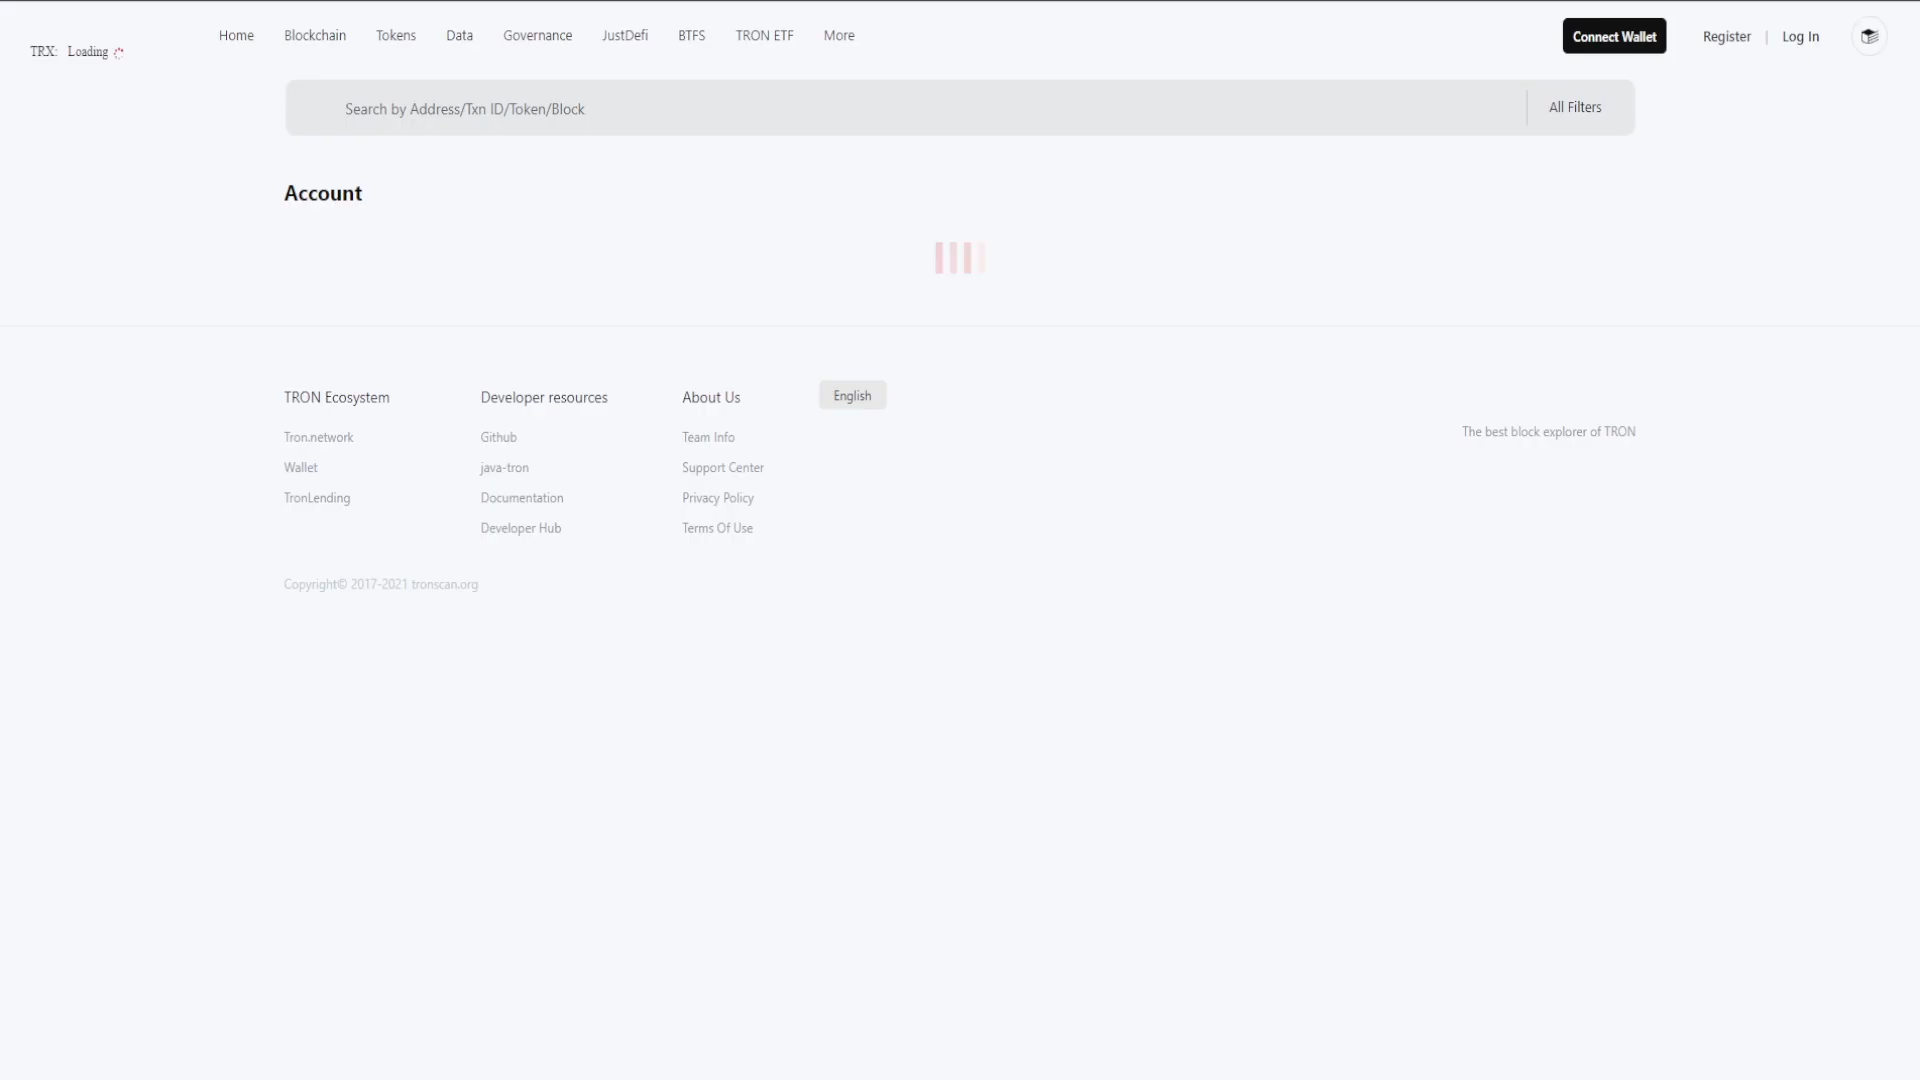 TRX: Loading
Home Blockchain Tokens Data Governance JustDefi BTFS TRON ETF More
Connect Wallet Register | Log In
Search by Address/Txn ID/Token/Block All Filters
Account
TRON Ecosystem
Tron.network
Wallet
TronLending
Developer resources
Github
java-tron
Documentation
Developer Hub
About Us
Team Info
Support Center
Privacy Policy
Terms Of Use
English
The best block explorer of TRON
Copyright© 2017-2021 tronscan.org